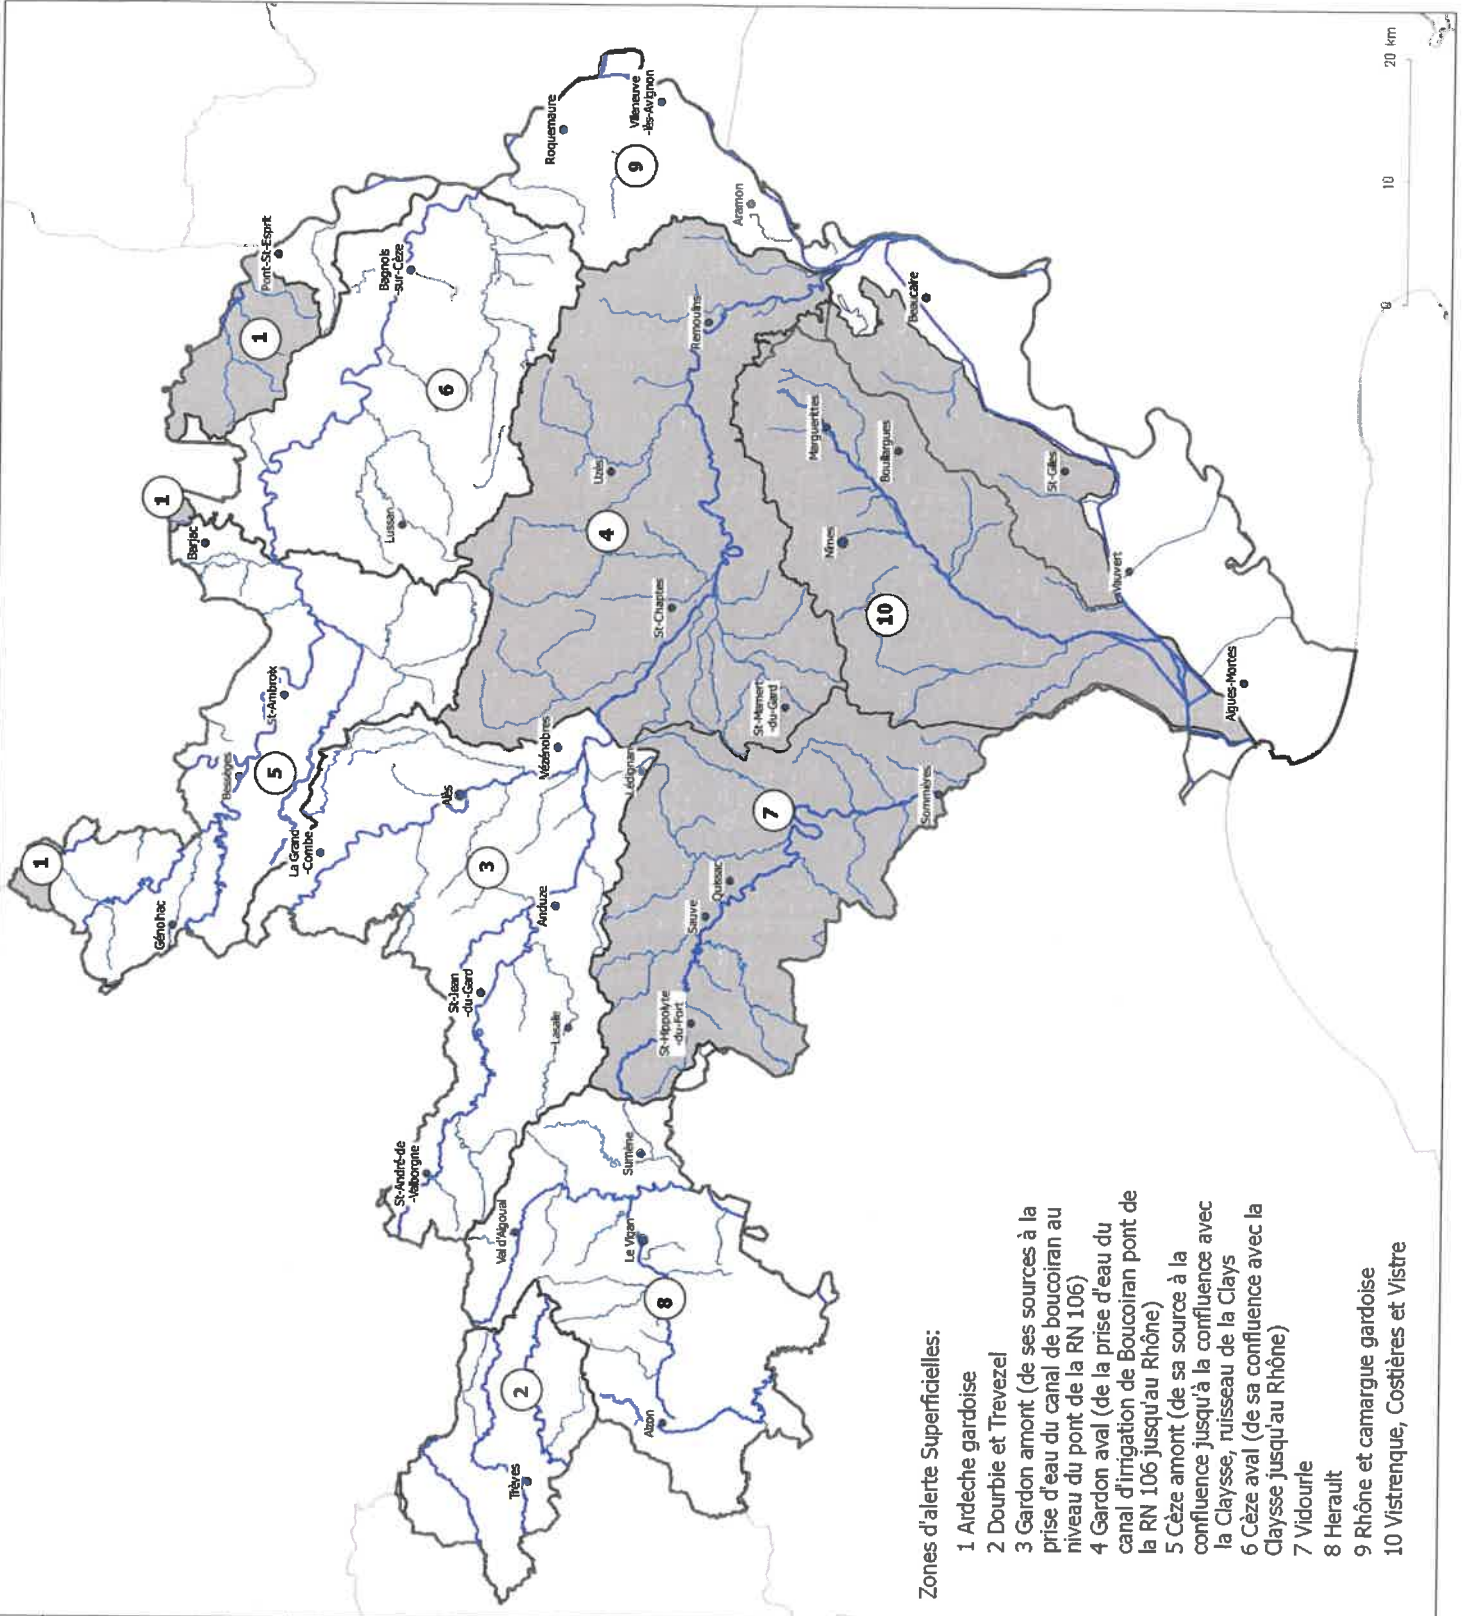 Génolhac
1
Bessèges
5
St-Ambroix
Barjac
1
1
Pont-St-Esprit
La Grand
-Combe
Lussan
6
Bagnols
-sur-Cèze
St-André-de
-Valborgne
St-Jean
-du-Gard
3
Alès
Val d'Aigoual
Anduze
Vézénobres
Uzès
4
Roquemaure
Trèves
2
Lasalle
Lédignan
St-Chaptes
Remoulins
9
Villeneuve
-lès-Avignon
Alzon
8
Le Vigan
Sumène
St-Hippolyte
-du-Fort
Sauve
Quissac
7
St-Mamert
-du-Gard
Aramon
Sommières
10
Nîmes
Marguerittes
Bouillargues
Beaucaire
St-Gilles
Vauvert
Aigues-Mortes
0
10
20 km
Zones d'alerte Superficielles:
1 Ardeche gardoise
2 Dourbie et Trevezel
3 Gardon amont (de ses sources à la
prise d'eau du canal de boucoiran au
niveau du pont de la RN 106)
4 Gardon aval (de la prise d'eau du
canal d'irrigation de Boucoiran pont de
la RN 106 jusqu'au Rhône)
5 Cèze amont (de sa source à la
confluence jusqu'à la confluence avec
la Claysse, ruisseau de la Clays
6 Cèze aval (de sa confluence avec la
Claysse jusqu'au Rhône)
7 Vidourle
8 Herault
9 Rhône et camargue gardoise
10 Vistrenque, Costières et Vistre